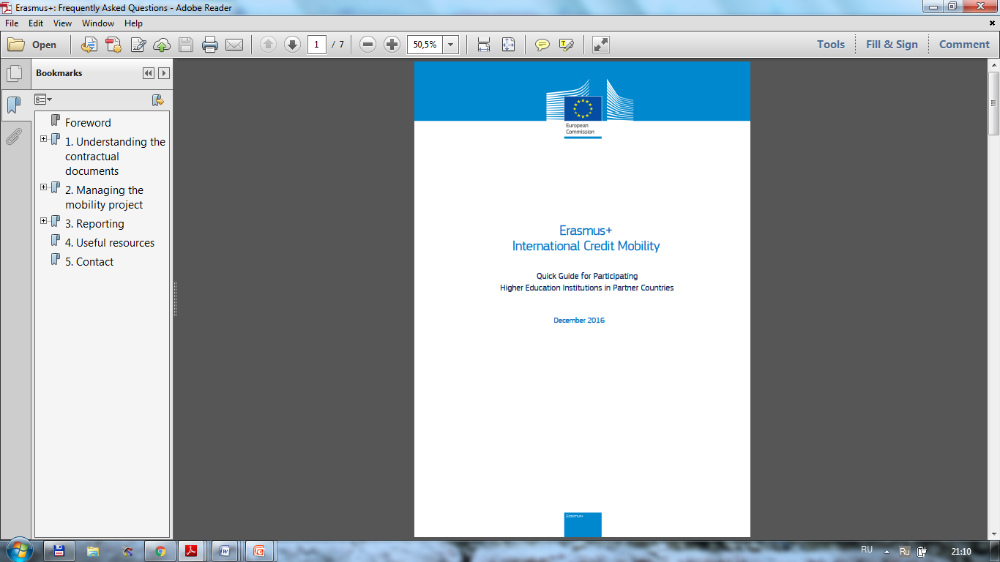 Erasmus+: Frequently Asked Questions - Adobe Reader
File Edit View Window Help
Open 1 / 7 50,5% Tools Fill & Sign Comment
Bookmarks
Foreword
1. Understanding the
contractual
documents
2. Managing the
mobility project
3. Reporting
4. Useful resources
5. Contact
European
Commission
Erasmus+
International Credit Mobility
Quick Guide for Participating
Higher Education Institutions in Partner Countries
December 2016
Erasmus+
RU Ru 21:10